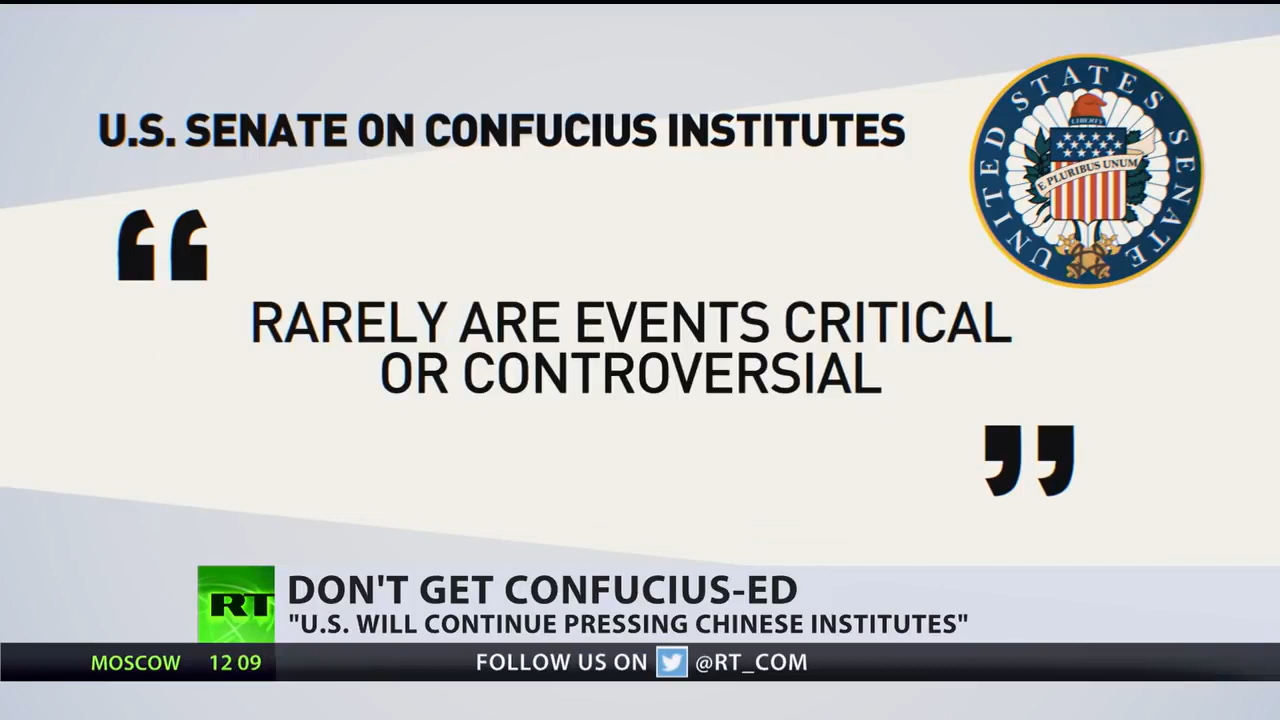 U.S. SENATE ON CONFUCIUS INSTITUTES
UNITED STATES SENATE
LIBERTY
E PLURIBUS UNUM
“
RARELY ARE EVENTS CRITICAL
OR CONTROVERSIAL
”
RT
DON'T GET CONFUCIUS-ED
"U.S. WILL CONTINUE PRESSING CHINESE INSTITUTES"
MOSCOW 12 09 FOLLOW US ON @RT_COM